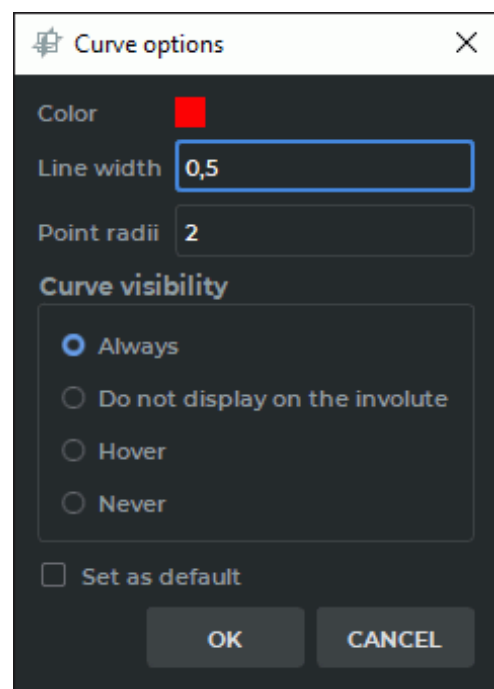 Curve options
Color
Line width 0,5
Point radii 2
Curve visibility
Always
Do not display on the involute
Hover
Never
Set as default
OK CANCEL